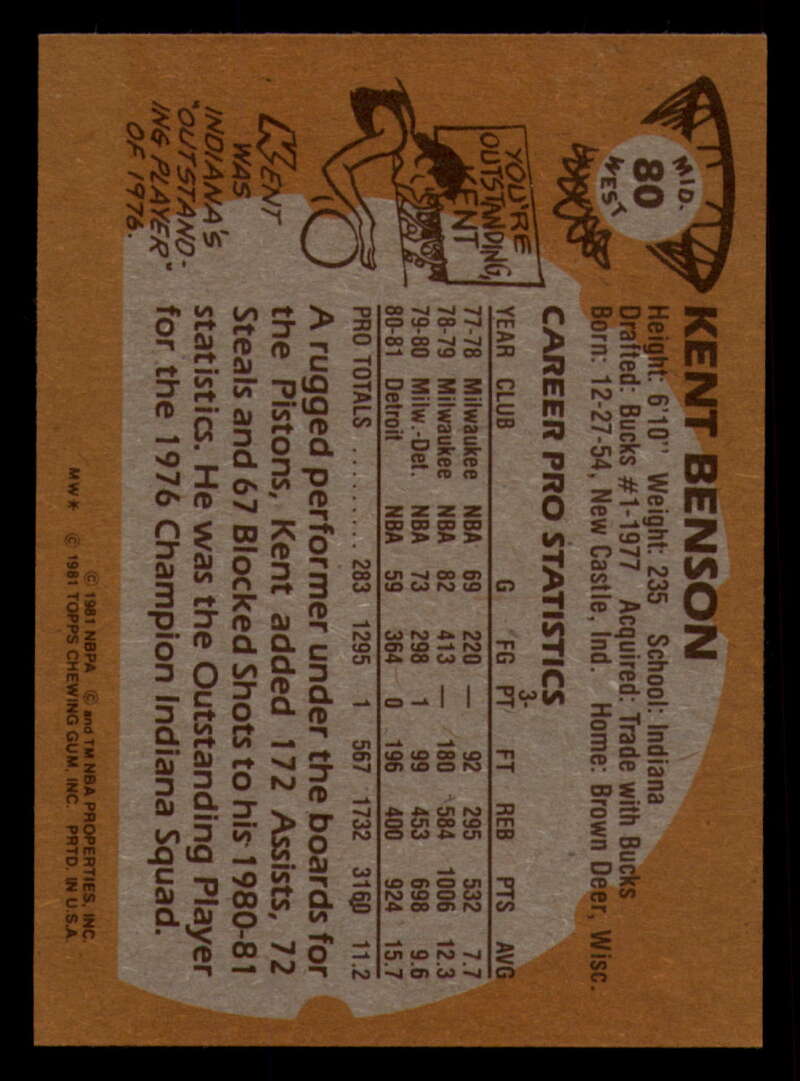 MID-
80
WEST
KENT BENSON
Height: 6'10" Weight: 235 School: Indiana
Drafted: Bucks #1-1977 Acquired: Trade with Bucks
Born: 12-27-54, New Castle, Ind. Home: Brown Deer, Wisc.
CAREER PRO STATISTICS
YEAR CLUB G FG 3-PT FT REB PTS AVG
77-78 Milwaukee NBA 69 220 — 92 295 532 7.7
78-79 Milwaukee NBA 82 413 — 180 584 1006 12.3
79-80 Milw.-Det. NBA 73 298 1 99 453 698 9.6
80-81 Detroit NBA 59 364 0 196 400 924 15.7
PRO TOTALS .......... 283 1295 1 567 1732 3160 11.2
A rugged performer under the boards for
the Pistons, Kent added 172 Assists, 72
Steals and 67 Blocked Shots to his 1980-81
statistics. He was the Outstanding Player
for the 1976 Champion Indiana Squad.
YOU'RE
OUTSTANDING,
KENT
KENT
WAS
INDIANA'S
"OUTSTAND-
ING PLAYER"
OF 1976.
© 1981 NBPA © and TM NBA PROPERTIES, INC.
MW* © 1981 TOPPS CHEWING GUM, INC. PRTD. IN U.S.A.